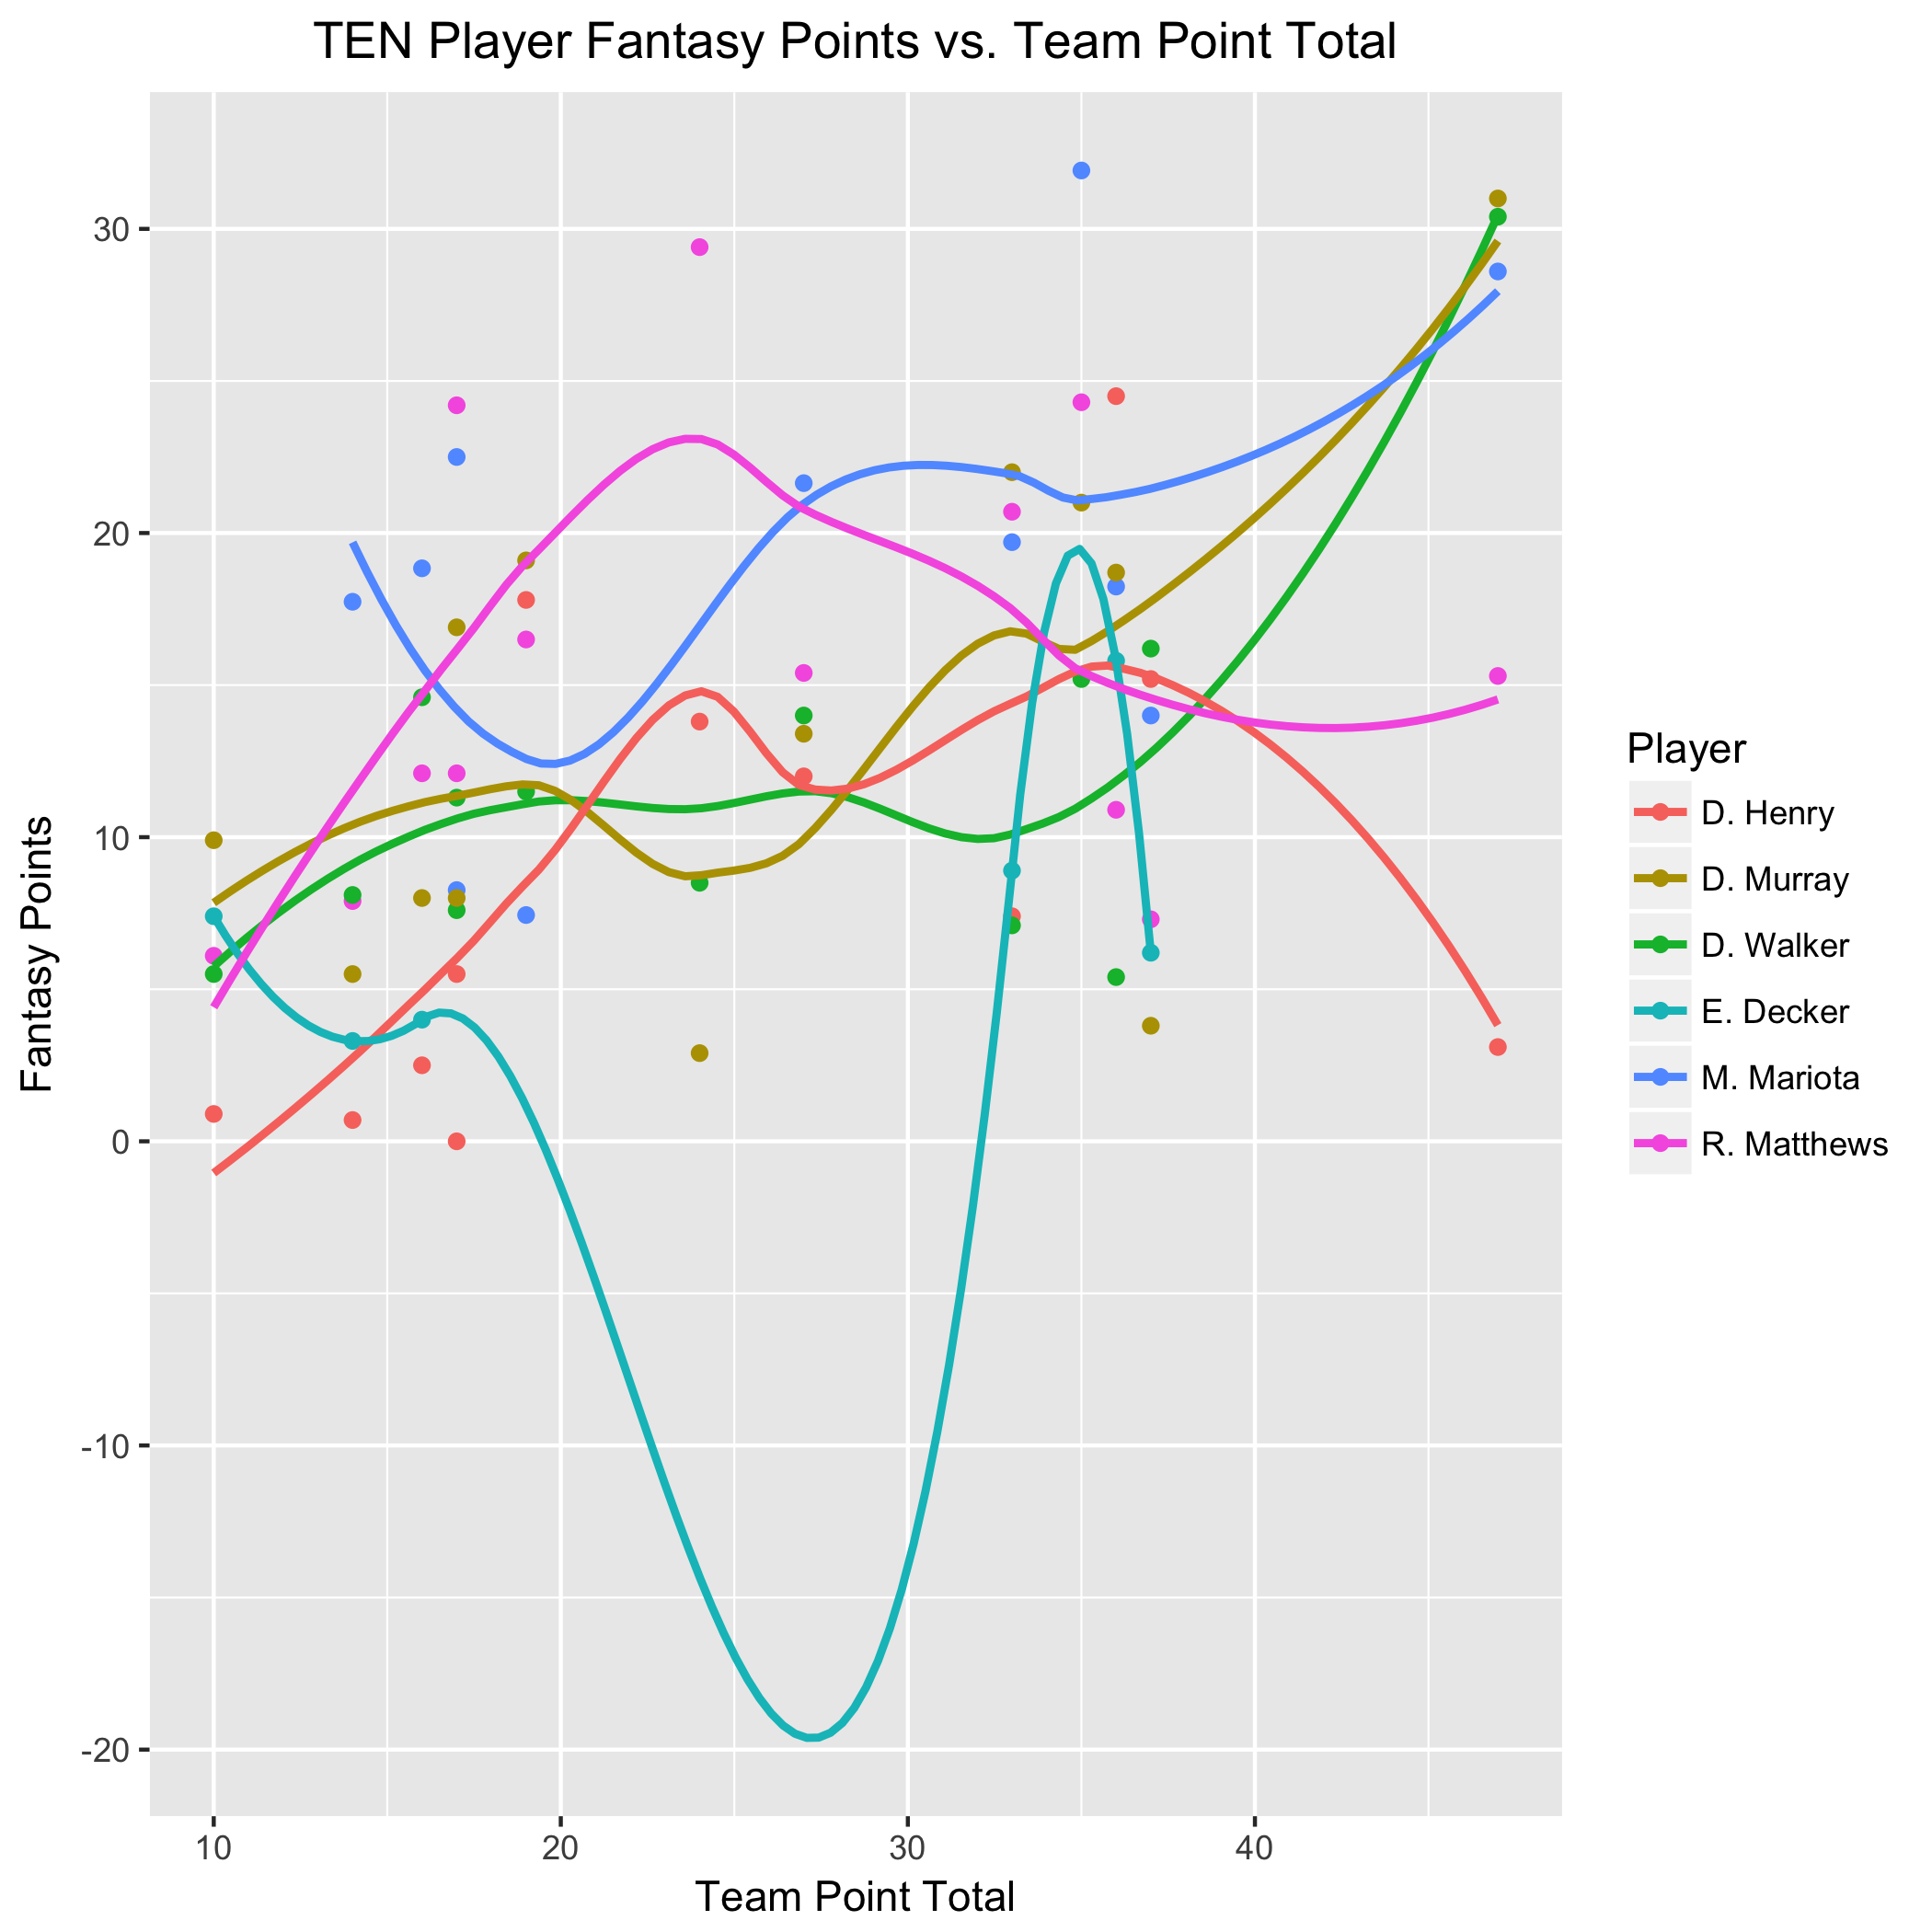 TEN Player Fantasy Points vs. Team Point Total
Fantasy Points
30
20
10
0
-10
-20
10
20
30
40
Team Point Total
Player
D. Henry
D. Murray
D. Walker
E. Decker
M. Mariota
R. Matthews